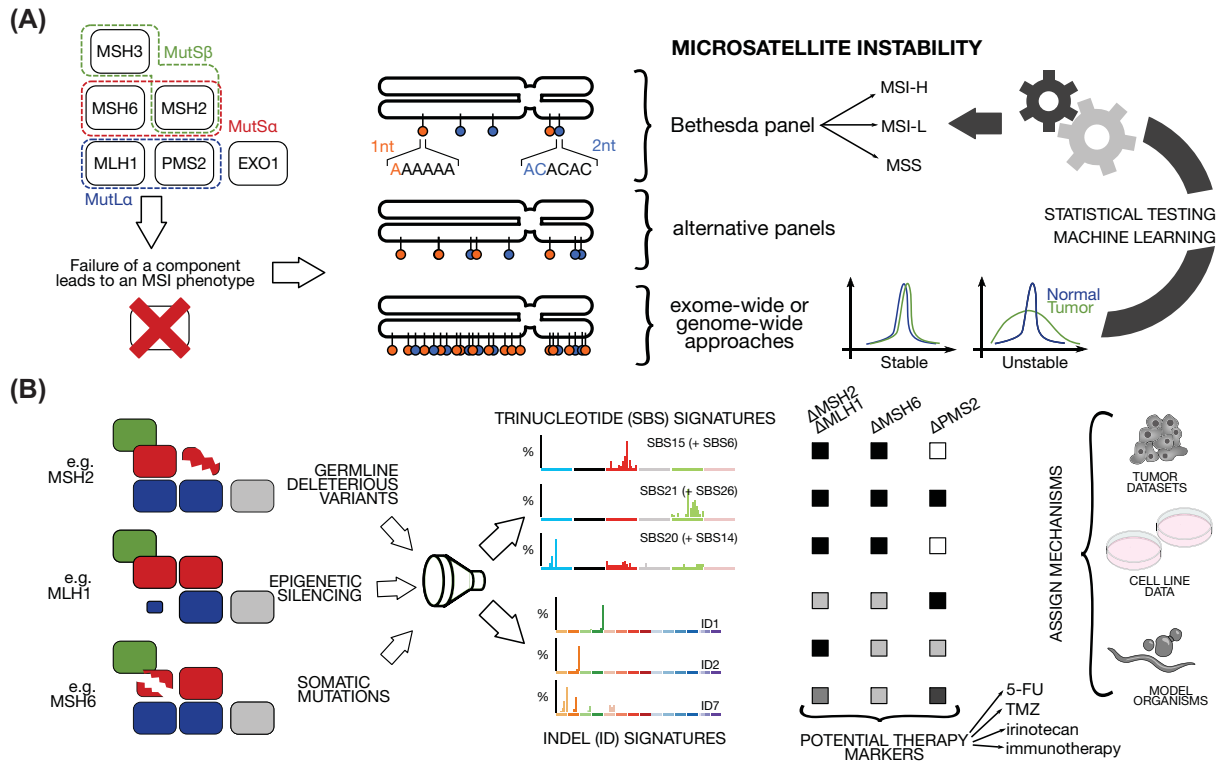 (A)
MSH3
MutSβ
MSH6
MSH2
MutSα
MLH1
PMS2
EXO1
MutLα
Failure of a component
leads to an MSI phenotype
MICROSATELLITE INSTABILITY
1nt
2nt
AAAAAA
ACACAC
Bethesda panel
MSI-H
MSI-L
MSS
alternative panels
exome-wide or
genome-wide
approaches
STATISTICAL TESTING
MACHINE LEARNING
Normal
Tumor
Stable
Unstable
(B)
e.g.
MSH2
e.g.
MLH1
e.g.
MSH6
GERMLINE
DELETERIOUS
VARIANTS
EPIGENETIC
SILENCING
SOMATIC
MUTATIONS
TRINUCLEOTIDE (SBS) SIGNATURES
%
SBS15 (+ SBS6)
%
SBS21 (+ SBS26)
%
SBS20 (+ SBS14)
%
ID1
%
ID2
%
ID7
INDEL (ID) SIGNATURES
ΔMSH2
ΔMLH1
ΔMSH6
ΔPMS2
POTENTIAL THERAPY
MARKERS
5-FU
TMZ
irinotecan
immunotherapy
ASSIGN MECHANISMS
TUMOR
DATASETS
CELL LINE
DATA
MODEL
ORGANISMS